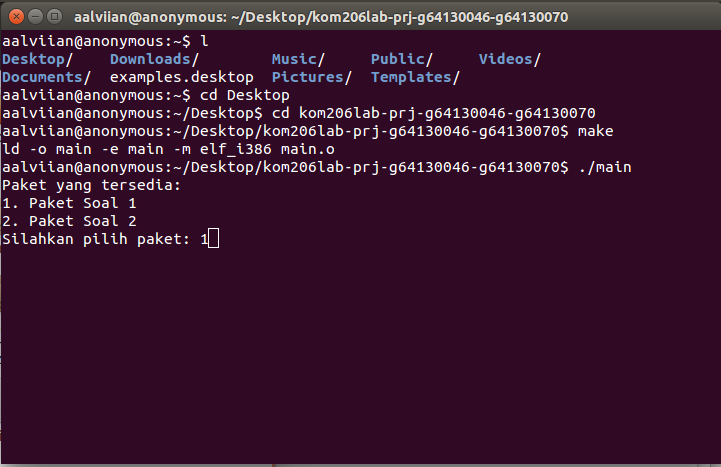 aalviian@anonymous: ~/Desktop/kom206lab-prj-g64130046-g64130070
aalviian@anonymous:~$ l
Desktop/    Downloads/        Music/     Public/     Videos/
Documents/  examples.desktop  Pictures/  Templates/
aalviian@anonymous:~$ cd Desktop
aalviian@anonymous:~/Desktop$ cd kom206lab-prj-g64130046-g64130070
aalviian@anonymous:~/Desktop/kom206lab-prj-g64130046-g64130070$ make
ld -o main -e main -m elf_i386 main.o
aalviian@anonymous:~/Desktop/kom206lab-prj-g64130046-g64130070$ ./main
Paket yang tersedia:
1. Paket Soal 1
2. Paket Soal 2
Silahkan pilih paket: 1